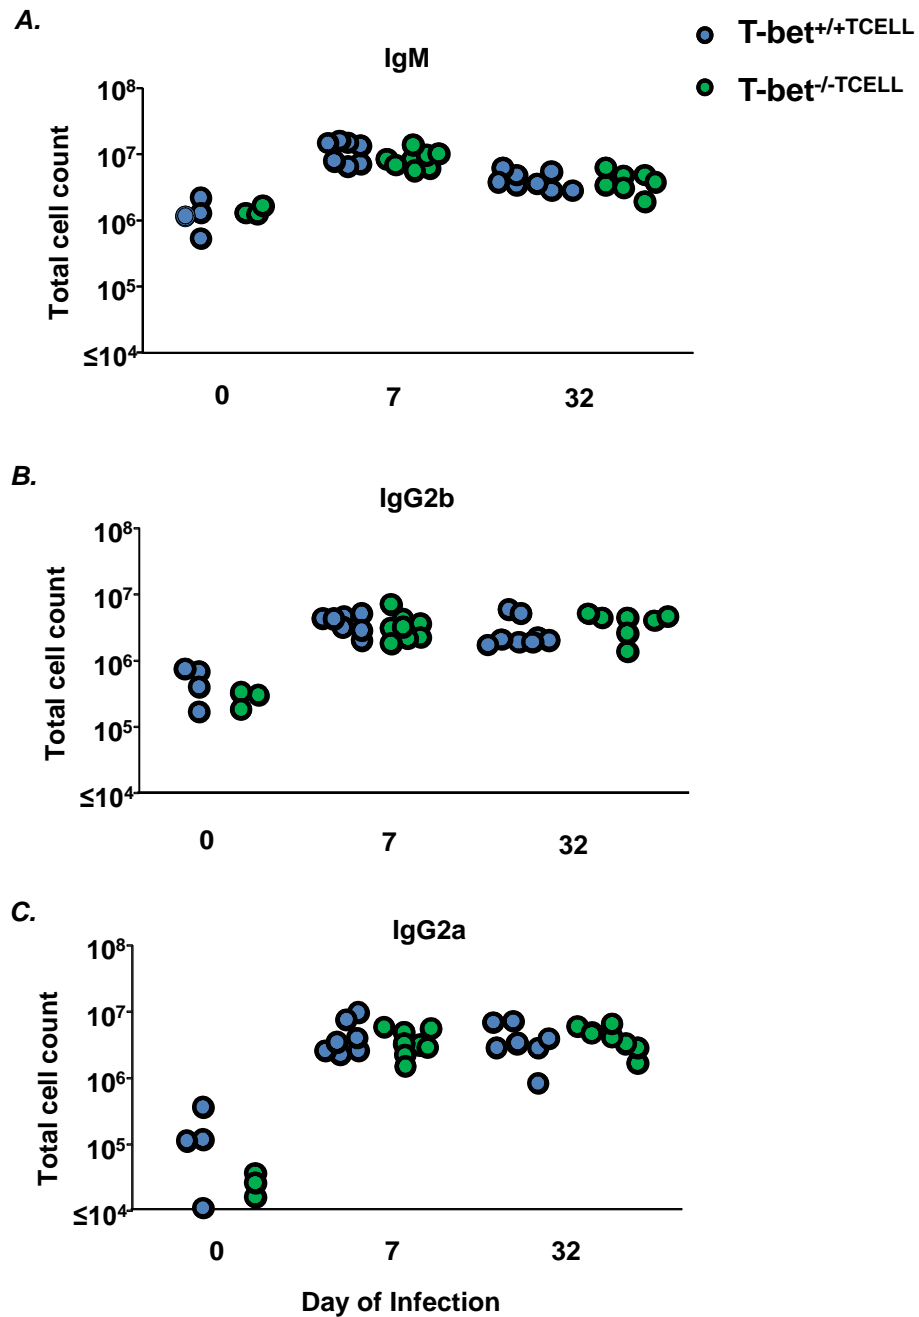 A.
T-bet+/+TCELL
T-bet-/-TCELL
IgM
Total cell count
10⁸
10⁷
10⁶
10⁵
≤10⁴
0 7 32
B.
IgG2b
Total cell count
10⁸
10⁷
10⁶
10⁵
≤10⁴
0 7 32
C.
IgG2a
Total cell count
10⁸
10⁷
10⁶
10⁵
≤10⁴
0 7 32
Day of Infection